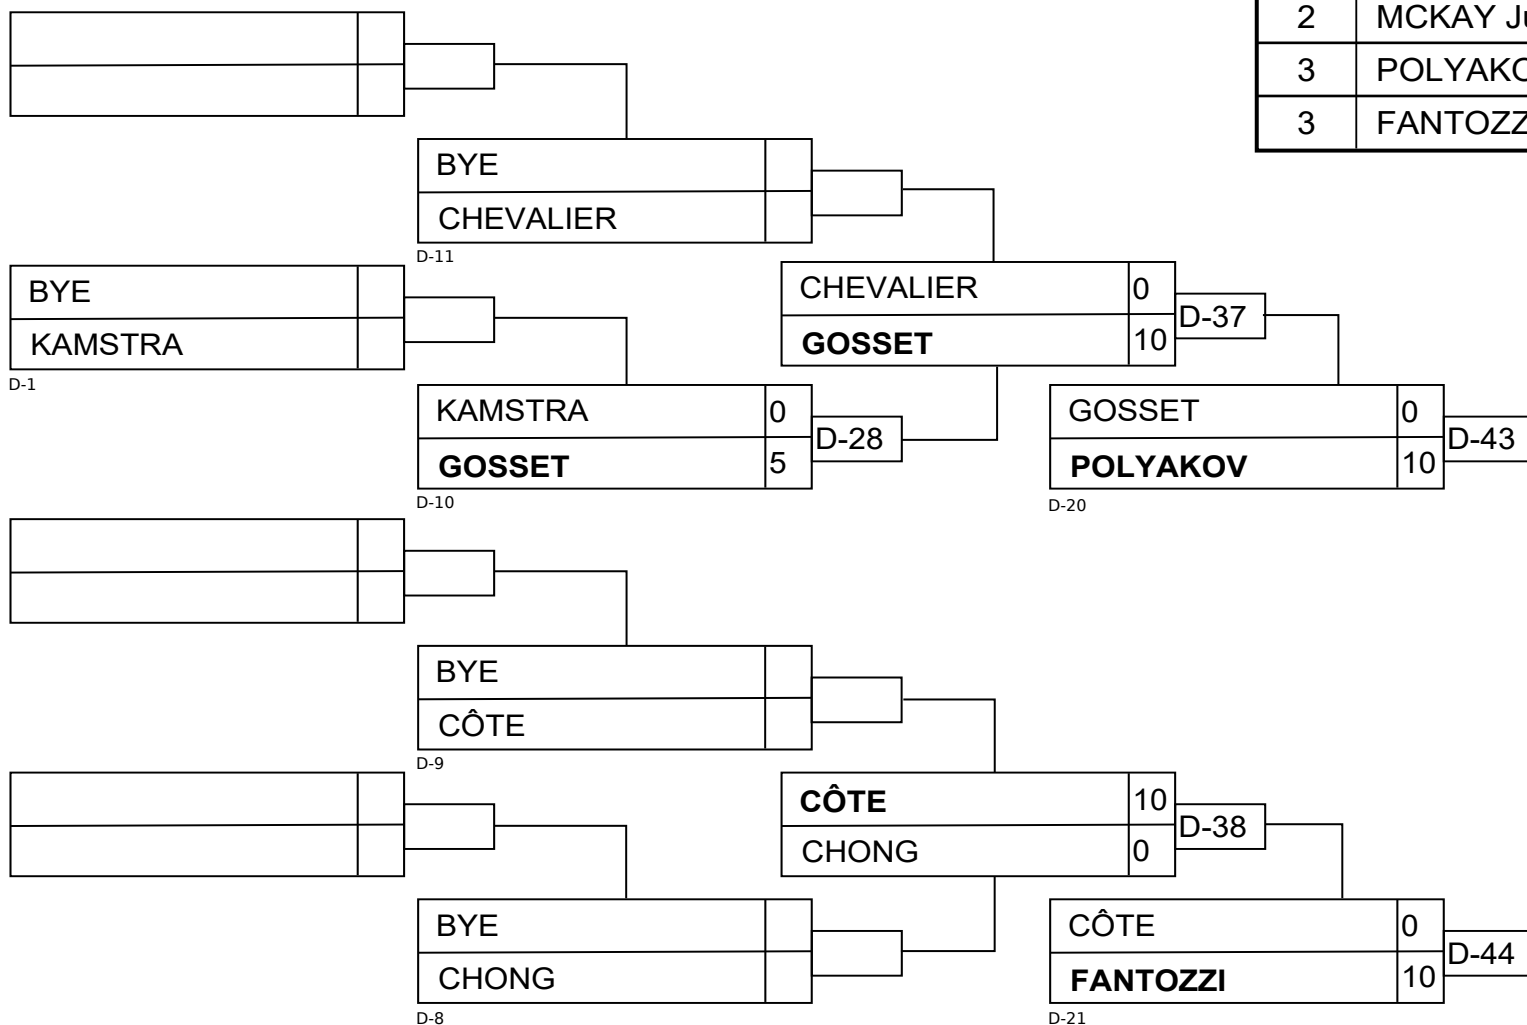 2 MCKAY
3
3
BYE
CHEVALIER
D-11
BYE
KAMSTRA
D-1
CHEVALIER 0
GOSSET 10
D-37
KAMSTRA 0
GOSSET 5
D-28
D-10
GOSSET 0
POLYAKOV 10
D-43
D-20
BYE
CÔTE
D-9
CÔTE 10
CHONG 0
D-38
BYE
CHONG
D-8
CÔTE 0
FANTOZZI 10
D-44
D-21